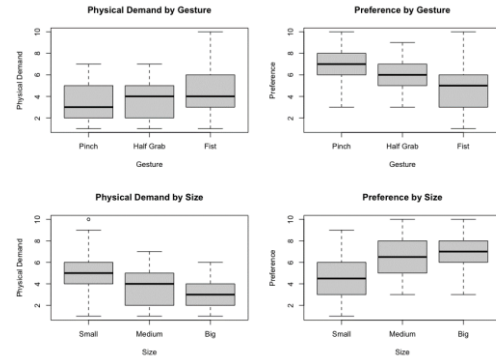 Physical Demand by Gesture
Physical Demand
10
8
6
4
2
Pinch
Half Grab
Fist
Gesture
Preference by Gesture
Preference
10
8
6
4
2
Pinch
Half Grab
Fist
Gesture
Physical Demand by Size
Physical Demand
10
8
6
4
2
Small
Medium
Big
Size
Preference by Size
Preference
10
8
6
4
2
Small
Medium
Big
Size